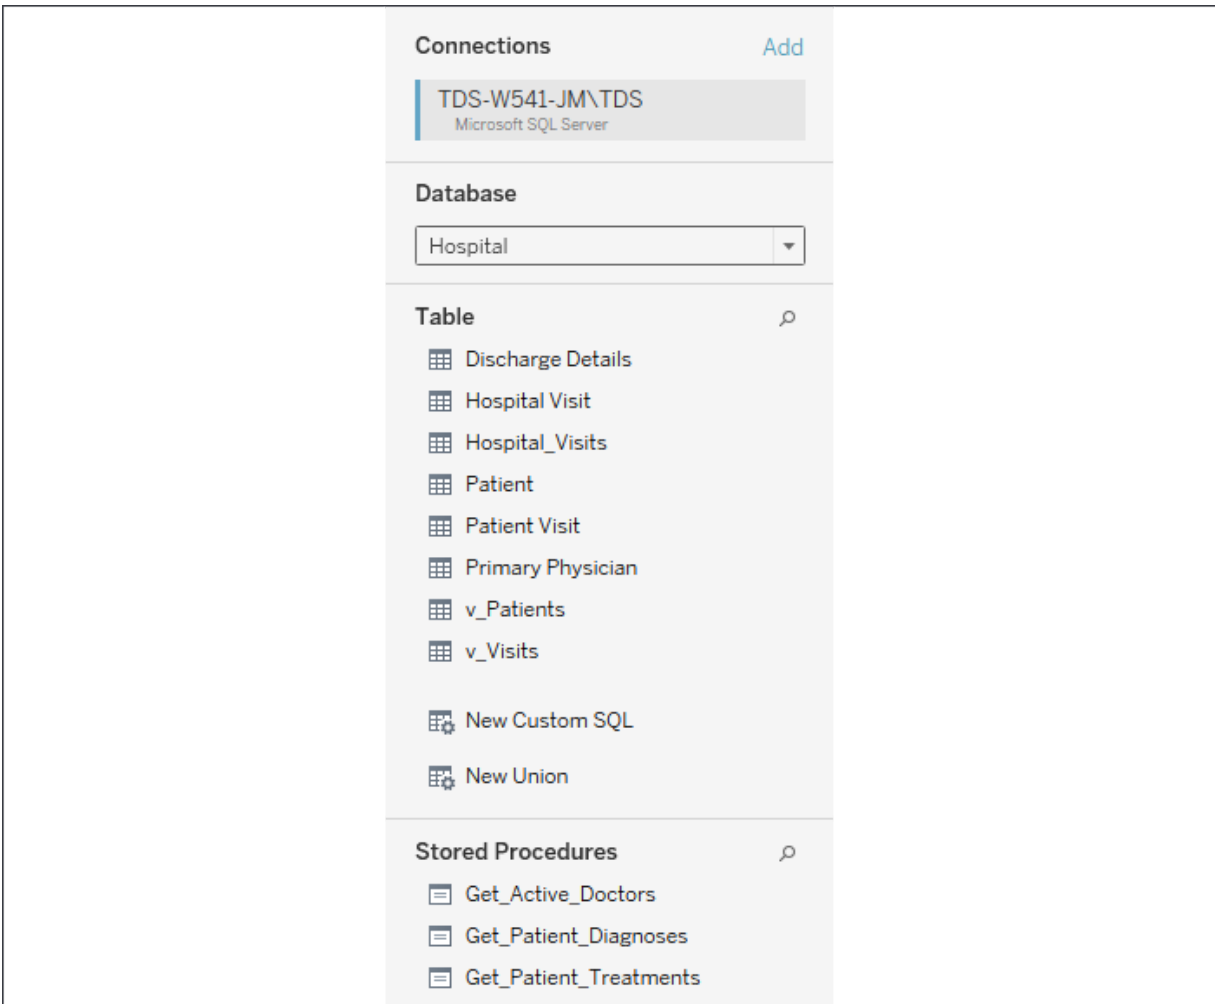 Connections Add
TDS-W541-JM\TDS
Microsoft SQL Server
Database
Hospital
Table
Discharge Details
Hospital Visit
Hospital_Visits
Patient
Patient Visit
Primary Physician
v_Patients
v_Visits
New Custom SQL
New Union
Stored Procedures
Get_Active_Doctors
Get_Patient_Diagnoses
Get_Patient_Treatments